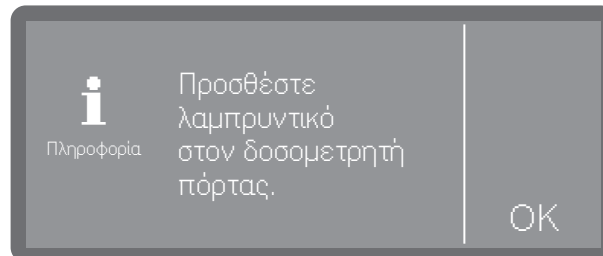 Προσθέστε
λαμπρυντικό
στον δοσομετρητή
πόρτας.
Πληροφορία
OK